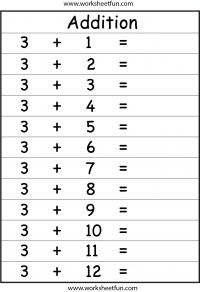 www.worksheetfun.com
Addition
3 + 1 =
3 + 2 =
3 + 3 =
3 + 4 =
3 + 5 =
3 + 6 =
3 + 7 =
3 + 8 =
3 + 9 =
3 + 10 =
3 + 11 =
3 + 12 =
www.worksheetfun.com